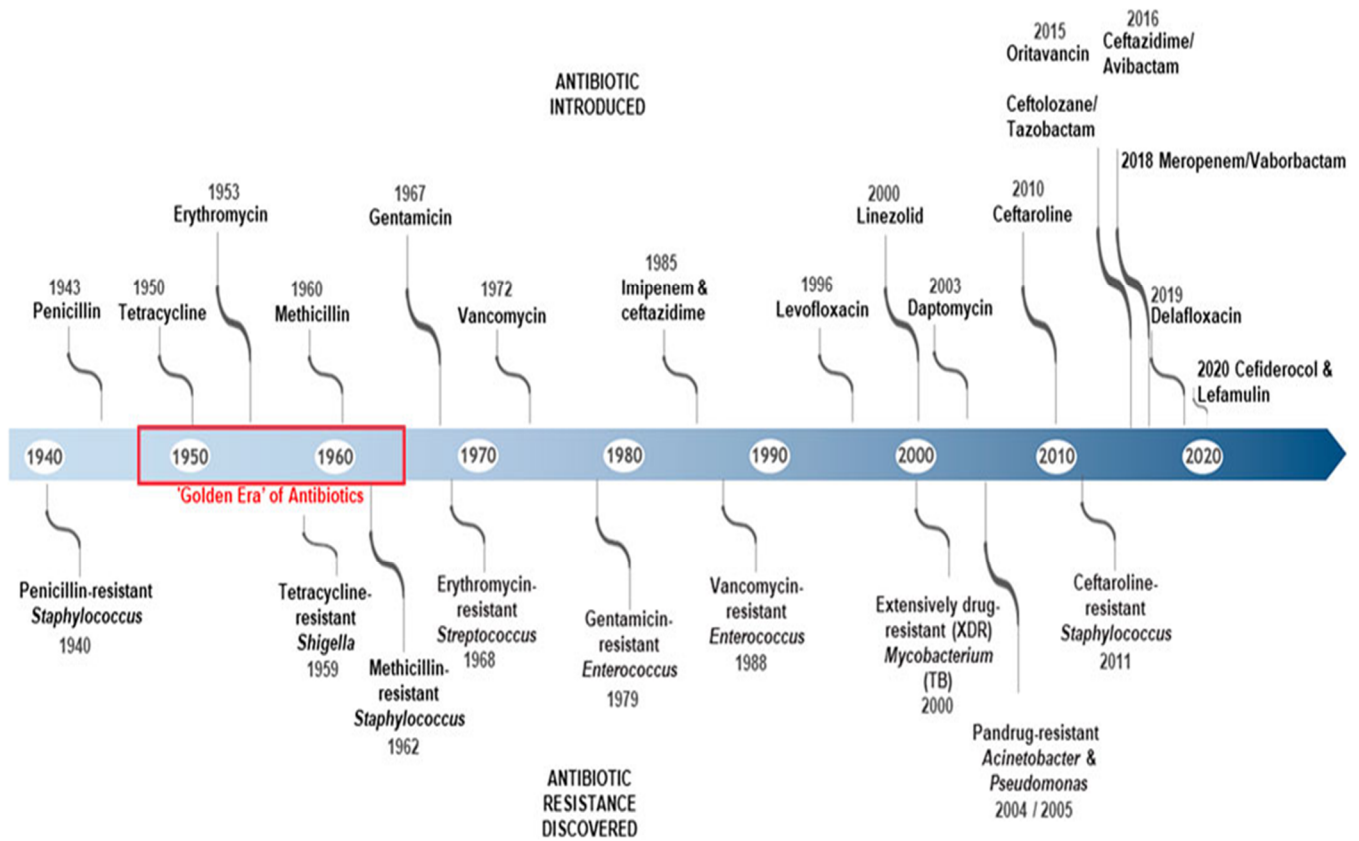 ANTIBIOTIC
INTRODUCED
1943
Penicillin
1950
Tetracycline
1953
Erythromycin
1960
Methicillin
1967
Gentamicin
1972
Vancomycin
1985
Imipenem &
ceftazidime
1996
Levofloxacin
2000
Linezolid
2003
Daptomycin
2010
Ceftaroline
2015
Oritavancin
Ceftolozane/
Tazobactam
2016
Ceftazidime/
Avibactam
2018 Meropenem/Vaborbactam
2019
Delafloxacin
2020 Cefiderocol &
Lefamulin
1940
1950
1960
1970
1980
1990
2000
2010
2020
'Golden Era' of Antibiotics
Penicillin-resistant
Staphylococcus
1940
Tetracycline-
resistant
Shigella
1959
Methicillin-
resistant
Staphylococcus
1962
Erythromycin-
resistant
Streptococcus
1968
Gentamicin-
resistant
Enterococcus
1979
Vancomycin-
resistant
Enterococcus
1988
Extensively drug-
resistant (XDR)
Mycobacterium
(TB)
2000
Pandrug-resistant
Acinetobacter &
Pseudomonas
2004 / 2005
Ceftaroline-
resistant
Staphylococcus
2011
ANTIBIOTIC
RESISTANCE
DISCOVERED